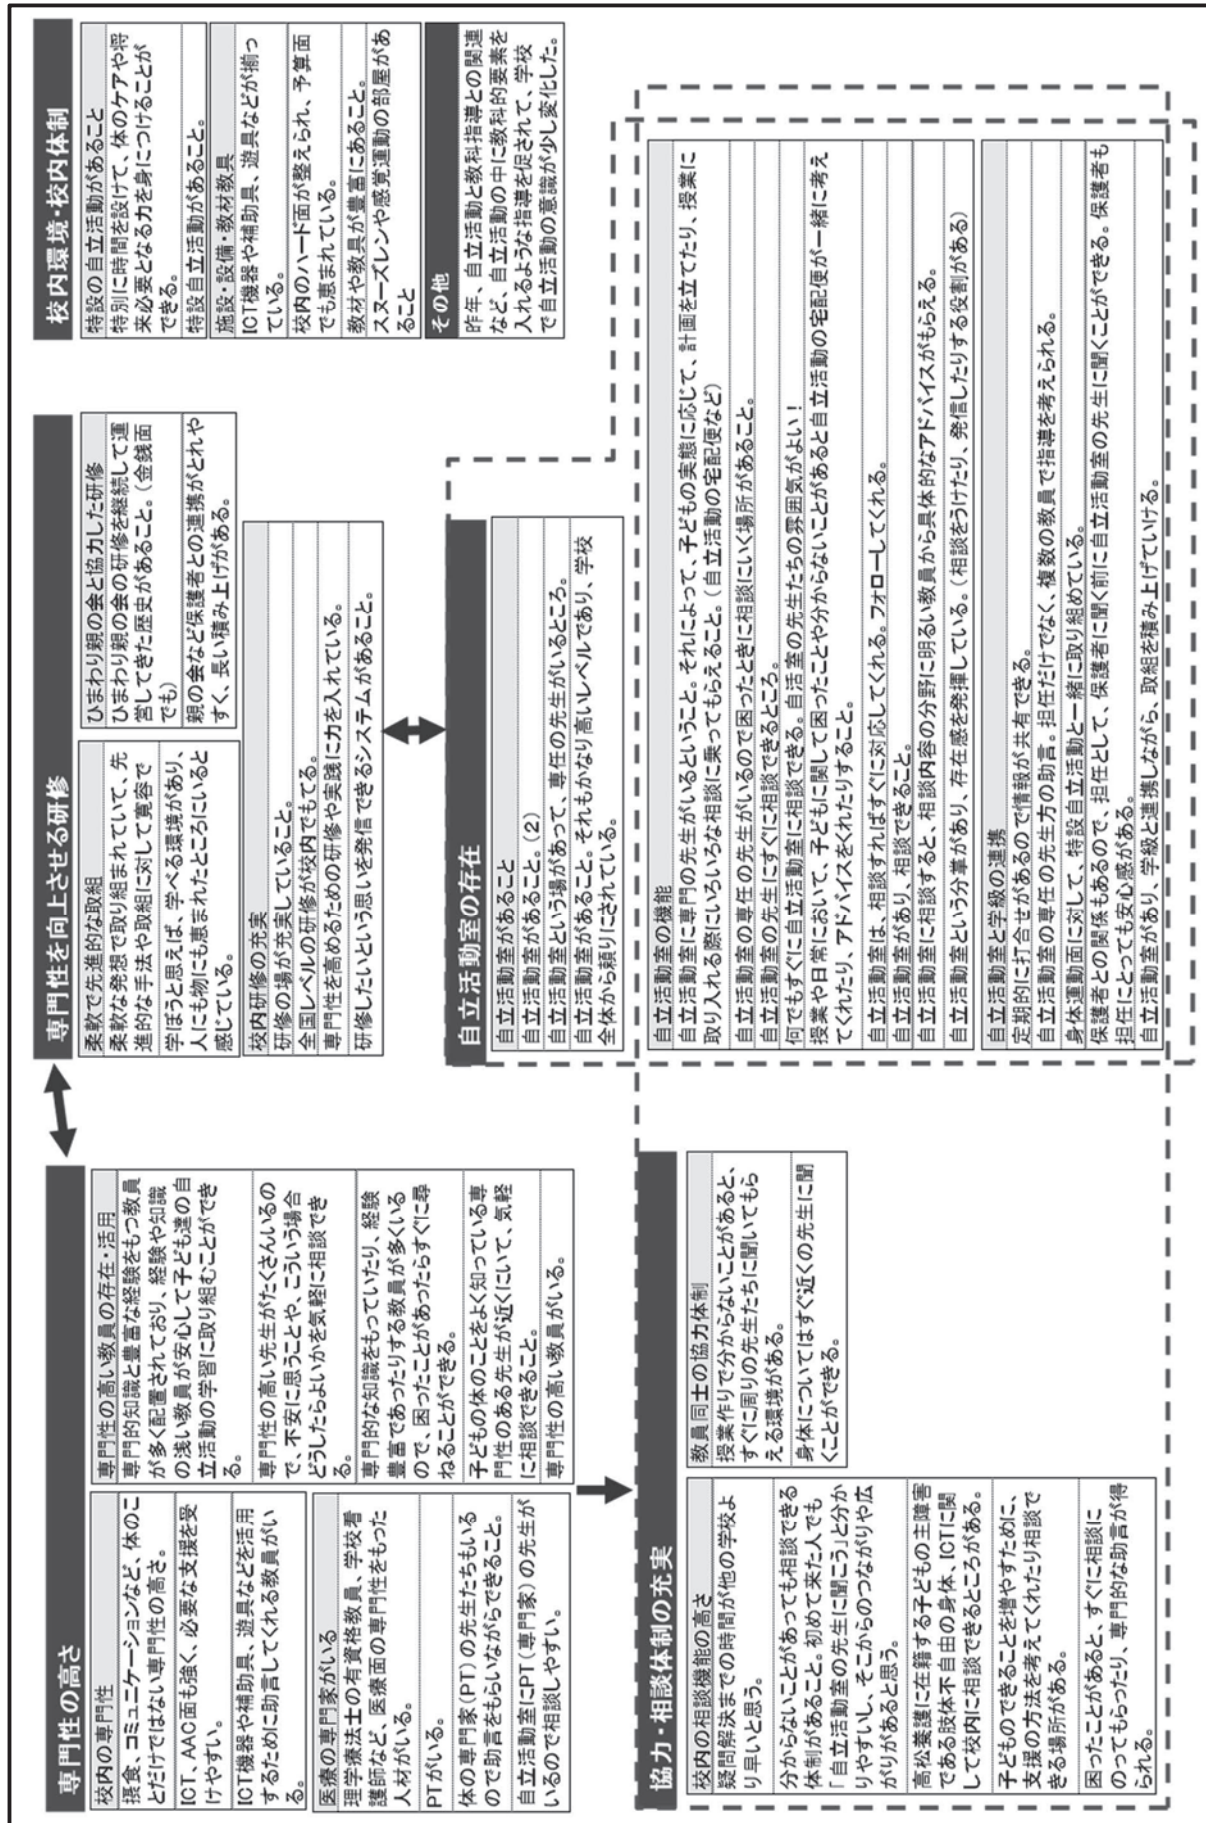 専門性の高さ
校内の専門性
摂食、コミュニケーションなど、体のこ
とだけではない専門性の高さ。
ICT、AAC面も強く、必要な支援を受
けやすい。
ICT機器や補助具、遊具などを活用
するために助言してくれる教員がい
る。
医療の専門家がいる
理学療法士の有資格教員、学校看
護師など、医療面の専門性をもった
人材がいる。
PTがいる。
体の専門家(PT)の先生たちもいる
ので助言をもらいながらできること。
自立活動室にPT(専門家)の先生が
いるので相談しやすい。
専門性の高い教員の存在・活用
専門的知識と豊富な経験をもつ教員
が多く配置されており、経験や知識
の浅い教員が安心して子ども達の自
立活動の学習に取り組むことができ
る。
専門性の高い先生がたくさんいるの
で、不安に思うことや、こういう場合
どうしたらよいかを気軽に相談でき
る。
専門的な知識をもっていたり、経験
豊富であったりする教員が多くいる
ので、困ったことがあったらすぐに尋
ねることができる。
子どもの体のことをよく知っている専
門性のある先生が近くにいて、気軽
に相談できること。
専門性の高い教員がいる。
専門性を向上させる研修
柔軟で先進的な取組
柔軟な発想で取り組まれていて、先
進的な手法や取組に対して寛容で
学ぼうと思えば、学べる環境があり、
人にも物にも恵まれたところにいると
感じている。
ひまわり親の会と協力した研修
ひまわり親の会の研修を継続して運
営してきた歴史があること。(金銭面
でも)
親の会など保護者との連携がとれや
すく、長い積み上げがある。
校内研修の充実
研修の場が充実していること。
全国レベルの研修が校内でもてる。
専門性を高めるための研修や実践に力を入れている。
研修したいという思いを発信できるシステムがあること。
校内環境・校内体制
特設の自立活動があること
特別に時間を設けて、体のケアや将
来必要となる力を身につけることが
できる。
特設自立活動があること。
施設・設備・教材教具
ICT機器や補助具、遊具などが揃っ
ている。
校内のハード面が整えられ、予算面
でも恵まれている。
教材や教具が豊富にあること。
スヌーズレンや感覚運動の部屋があ
ること
その他
昨年、自立活動と教科指導との関連
など、自立活動の中に教科的要素を
入れるような指導を促されて、学校
で自立活動の意識が少し変化した。
協力・相談体制の充実
校内の相談機能の高さ
疑問解決までの時間が他の学校よ
り早いと思う。
分からないことがあっても相談できる
体制があること。初めて来た人でも
「自立活動室の先生に聞こう」と分か
りやすいし、そこからのつながりや広
がりがあると思う。
高松養護に在籍する子どもの主障害
である肢体不自由の身体、ICTに関
して校内に相談できるところがある。
子どものできることを増やすために、
支援の方法を考えてくれたり相談で
きる場所がある。
困ったことがあると、すぐに相談に
のってもらったり、専門的な助言が得
られる。
教員同士の協力体制
授業作りで分からないことがあると、
すぐに周りの先生たちに聞いてもら
える環境がある。
身体についてはすぐ近くの先生に聞
くことができる。
自立活動室の存在
自立活動室があること
自立活動室があること。(2)
自立活動室という場があって、専任の先生がいるところ。
自立活動室があること。それもかなり高いレベルであり、学校
全体から頼りにされている。
自立活動室の機能
自立活動室に専門の先生がいるということ。それによって、子どもの実態に応じて、計画を立てたり、授業に
取り入れる際にいろいろな相談に乗ってもらえること。(自立活動の宅配便など)
自立活動室の専任の先生がいるので困ったときに相談にいく場所があること。
自立活動室の先生にすぐに相談できるところ。
何でもすぐに自立活動室に相談できる。自活室の先生たちの雰囲気がよい！
授業や日常において、子どもに関して困ったことや分からないことがあると自立活動の宅配便が一緒に考え
てくれたり、アドバイスをくれたりすること。
自立活動室は、相談すればすぐに対応してくれる。フォローしてくれる。
自立活動室があり、相談できること。
自立活動室に相談すると、相談内容の分野に明るい教員から具体的なアドバイスがもらえる。
自立活動室という分掌があり、存在感を発揮している。(相談をうけたり、発信したりする役割がある)
自立活動室と学級の連携
定期的に打合せがあるので情報が共有できる。
自立活動室の専任の先生方の助言。担任だけでなく、複数の教員で指導を考えられる。
身体運動面に対して、特設自立活動と一緒に取り組めている。
保護者との関係もあるので、担任として、保護者に聞く前に自立活動室の先生に聞くことができる。保護者も
担任にとっても安心感がある。
自立活動室があり、学級と連携しながら、取組を積み上げていける。